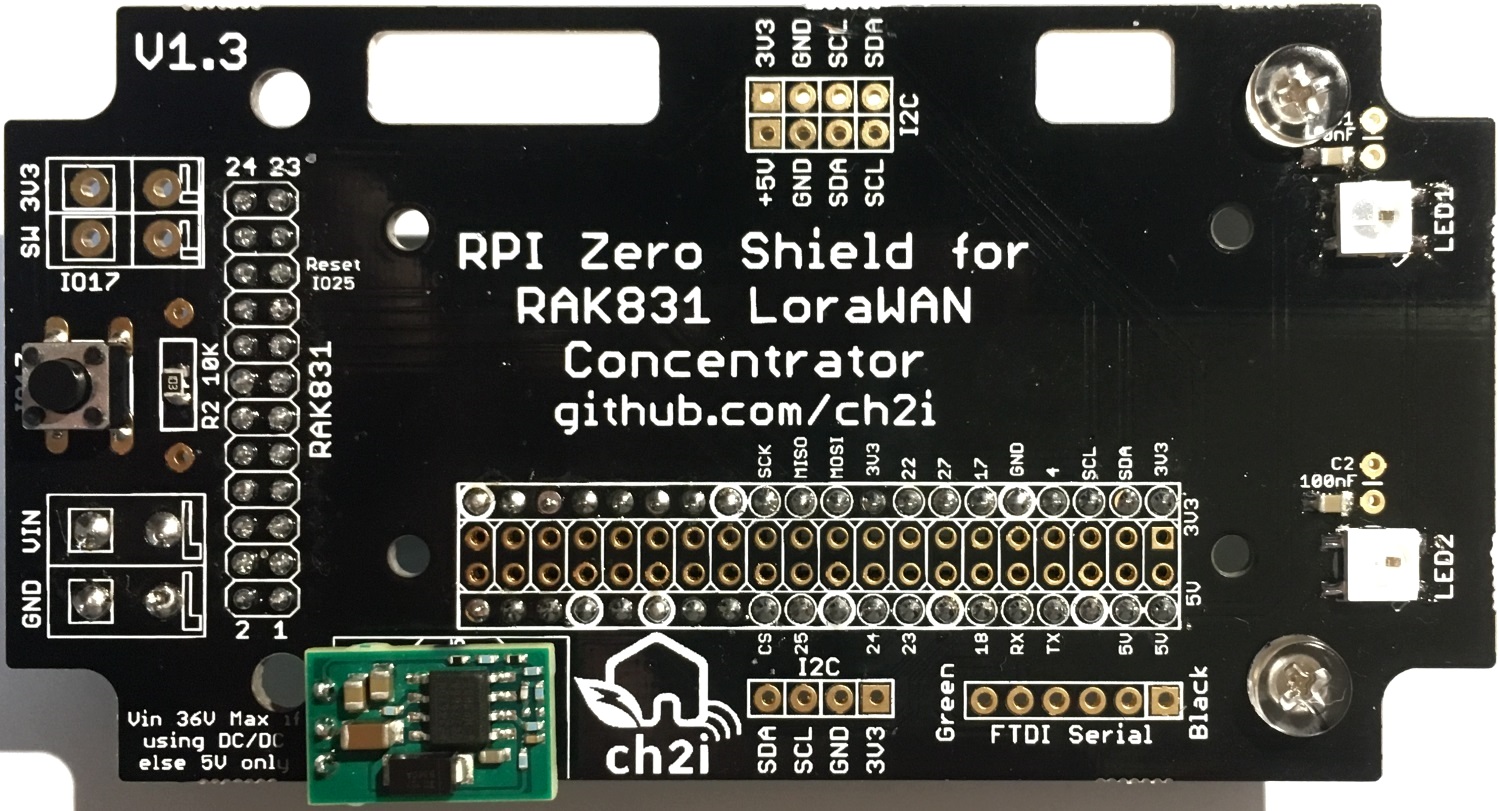 V1.3
3V3 GND SCL SDA
I2C
+5V GND SDA SCL
24 23
SW 3V3
IO17
Reset
IO25
LED1
RPI Zero Shield for
RAK831 LoraWAN
Concentrator
github.com/ch2i
R2 10K
RAK831
SCK MISO MOSI 3V3 22 27 17 GND 4 SCL SDA 3V3
3V3
5V
C2
100nF
LED2
VIN
GND
2 1
CS 25 24 23 18 RX TX 5V 5V
I2C
SDA SCL GND 3V3
Green
Black
FTDI Serial
Vin 36V Max if
using DC/DC
else 5V only
ch2i